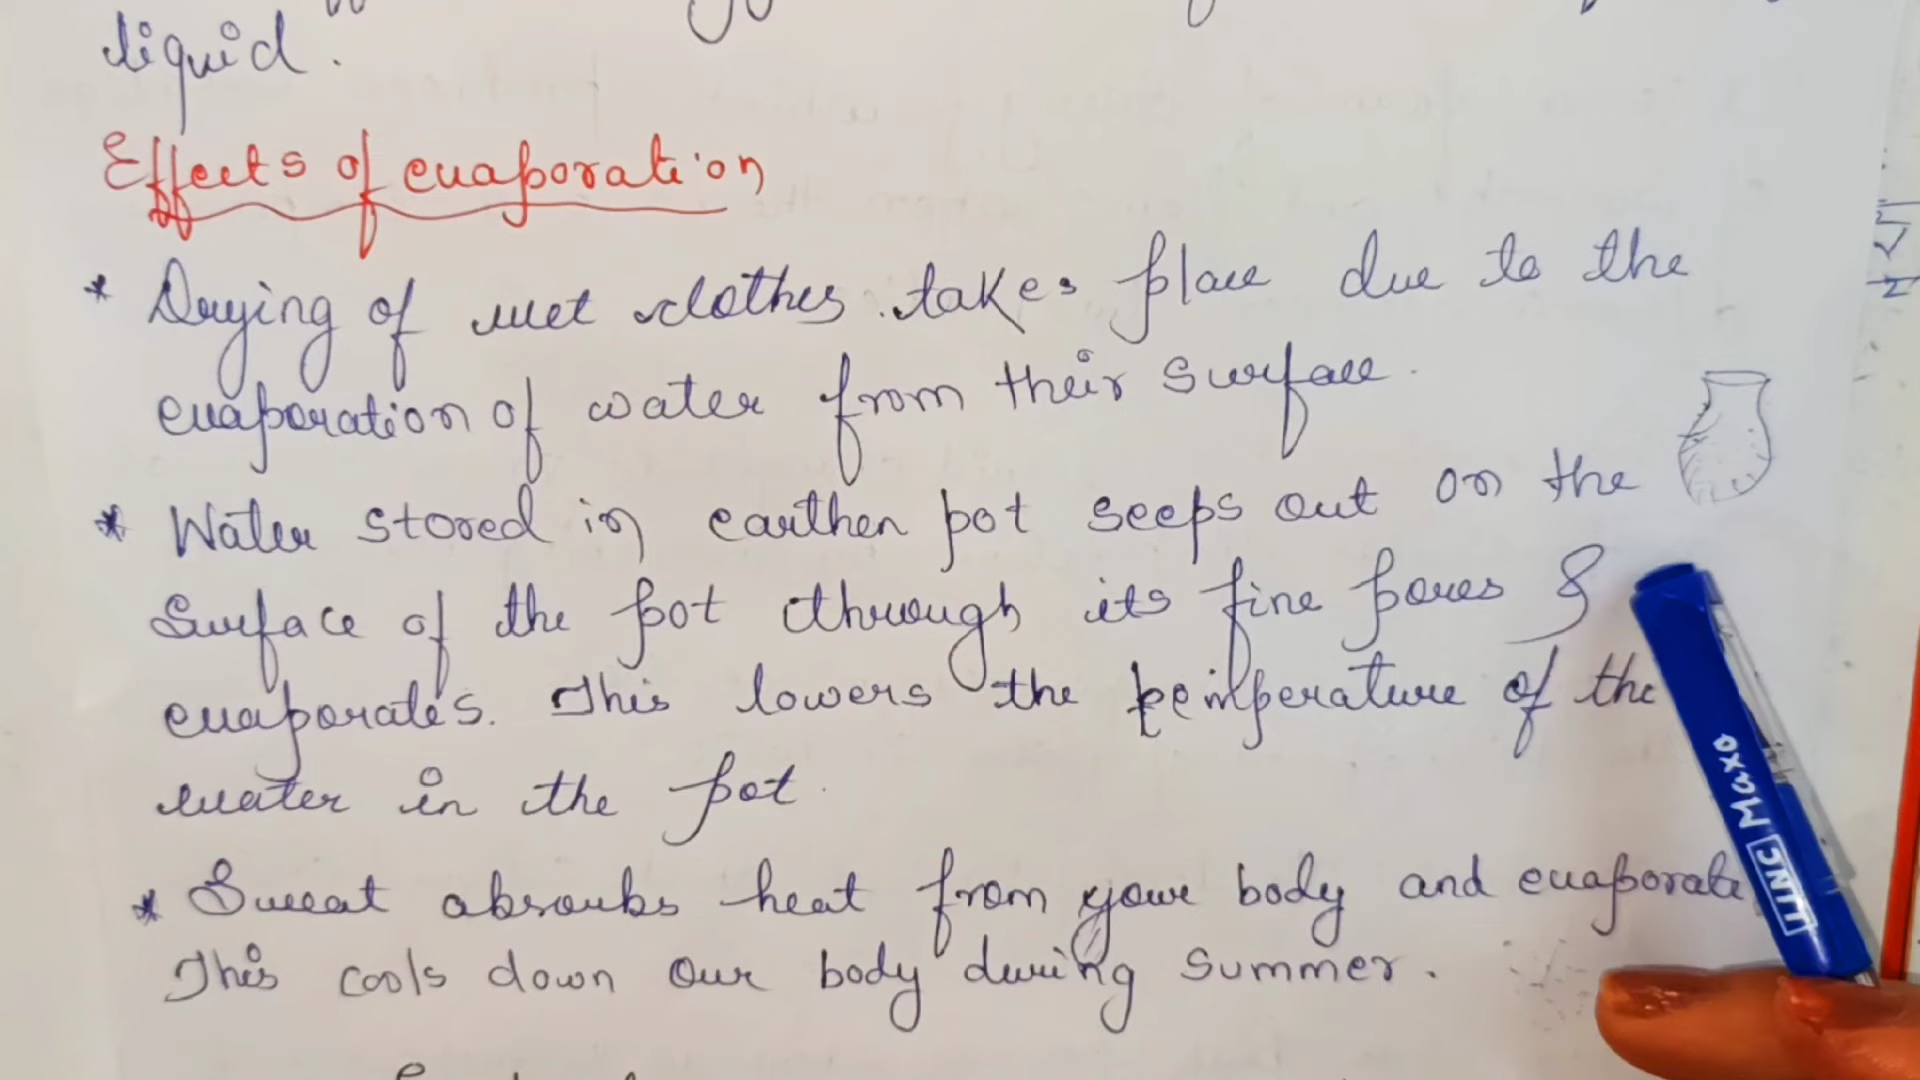 liquid.
Effects of evaporation
* Drying of wet clothes takes place due to the
evaporation of water from their surface.
* Water stored in earthen pot seeps out on the
Surface of the pot through its fine pores &
evaporates. This lowers the temperature of the
water in the pot.
* Sweat absorbs heat from your body and evaporate
This cools down our body during summer.
LINC Maxo